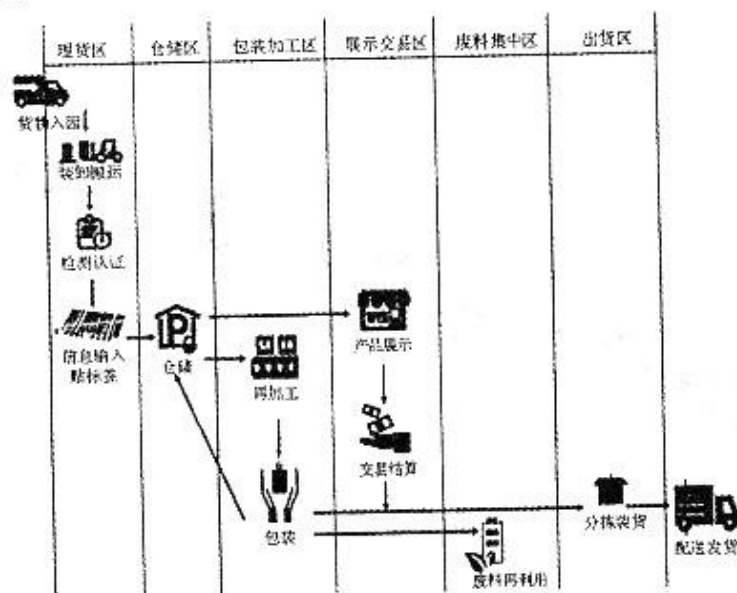 理货区 仓储区 包装加工区 展示交易区 废料集中区 出货区
货物入园
装卸搬运
检测认证
信息输入
贴标签
仓储
再加工
包装
产品展示
交易结算
废料再利用
分拣装货
配送发货